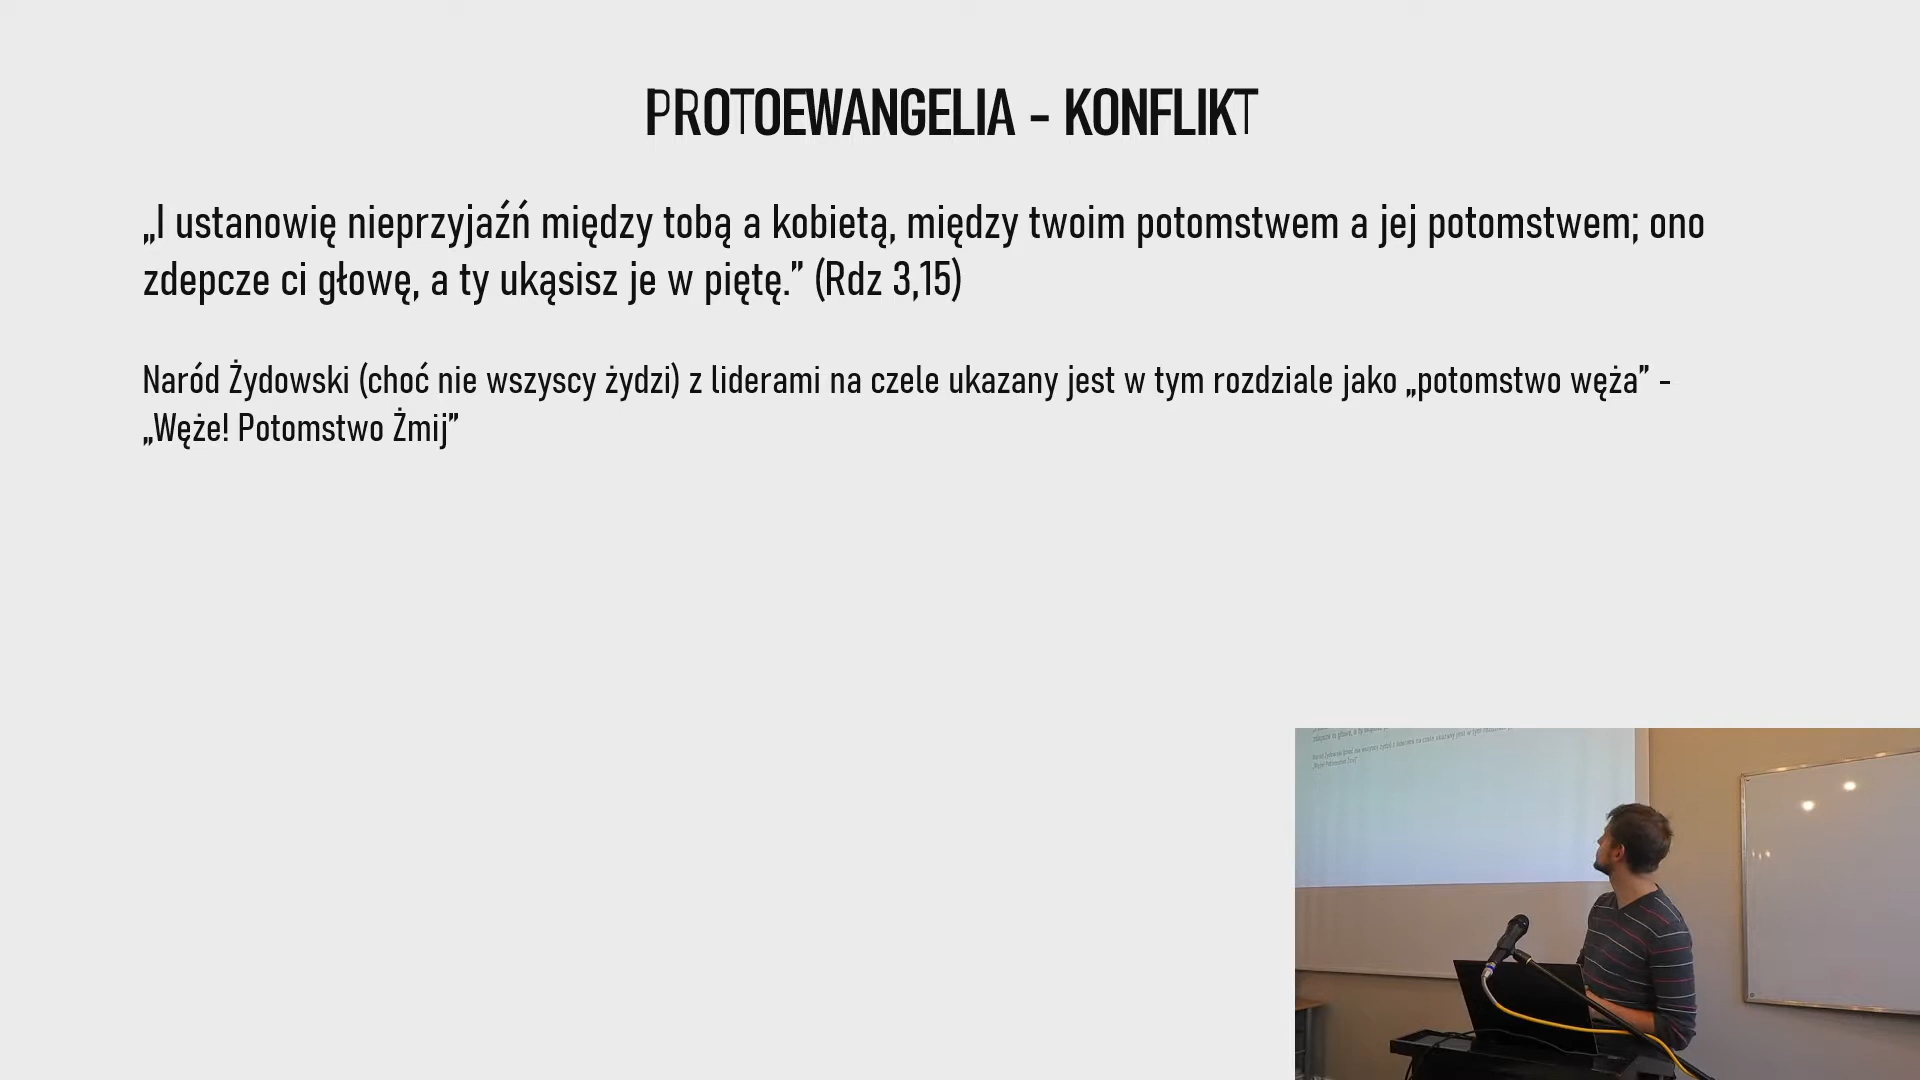 PROTOEWANGELIA - KONFLIKT
„I ustanowię nieprzyjaźń między tobą a kobietą, między twoim potomstwem a jej potomstwem; ono
zdepcze ci głowę, a ty ukąsisz je w piętę.” (Rdz 3,15)
Naród Żydowski (choć nie wszyscy żydzi) z liderami na czele ukazany jest w tym rozdziale jako „potomstwo węża” -
„Węże! Potomstwo Żmij”